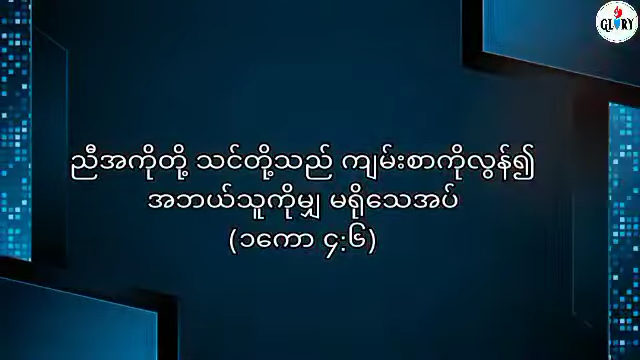 GLORY
ညီအကိုတို့ သင်တို့သည် ကျမ်းစာကိုလွန်၍
အဘယ်သူကိုမျှ မရိုသေအပ်
(၁ကော ၄:၆)